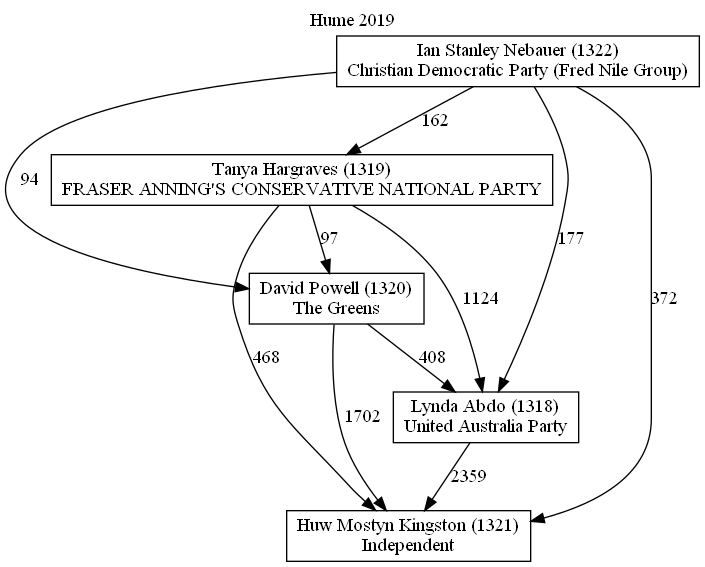 Hume 2019
Ian Stanley Nebauer (1322)
Christian Democratic Party (Fred Nile Group)
162
94
Tanya Hargraves (1319)
FRASER ANNING'S CONSERVATIVE NATIONAL PARTY
97
177
David Powell (1320)
The Greens
1124
372
468
408
1702
Lynda Abdo (1318)
United Australia Party
2359
Huw Mostyn Kingston (1321)
Independent